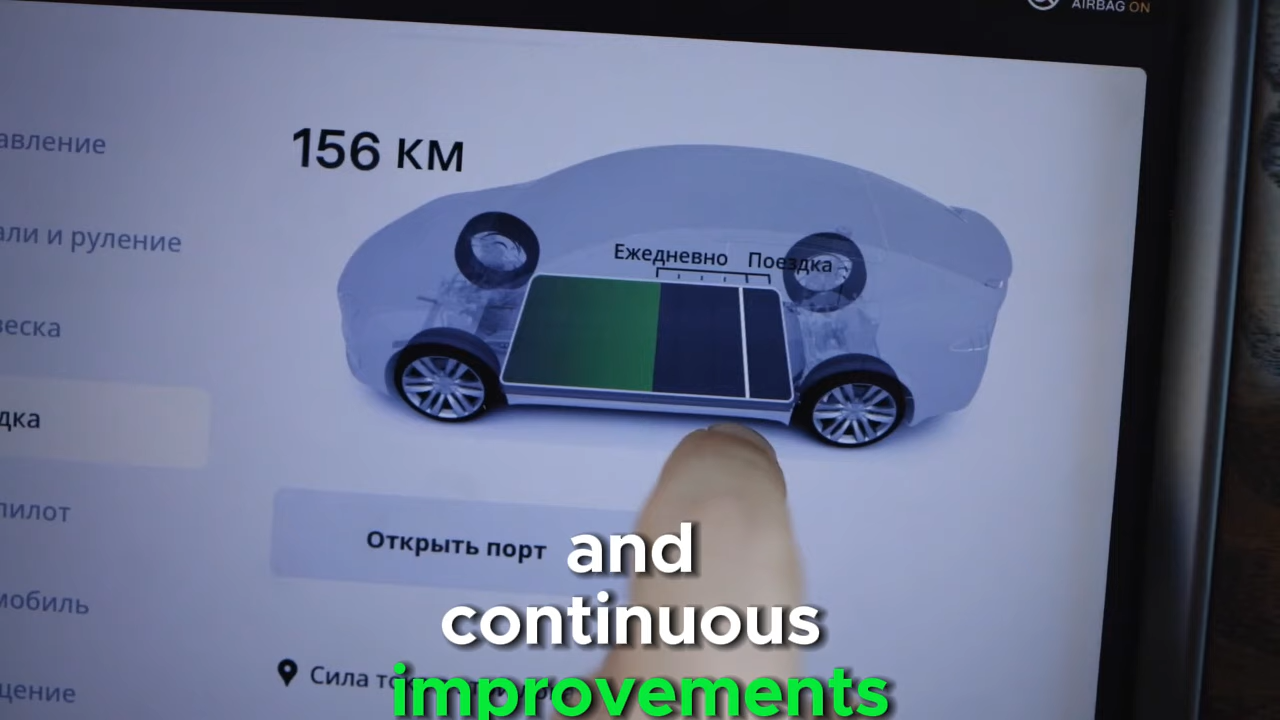 AIRBAG ON
156 км
авление
али и руление
Ежедневно Поездка
веска
дка
пилот
Открыть порт
мобиль
Сила
щение
and
continuous
improvements